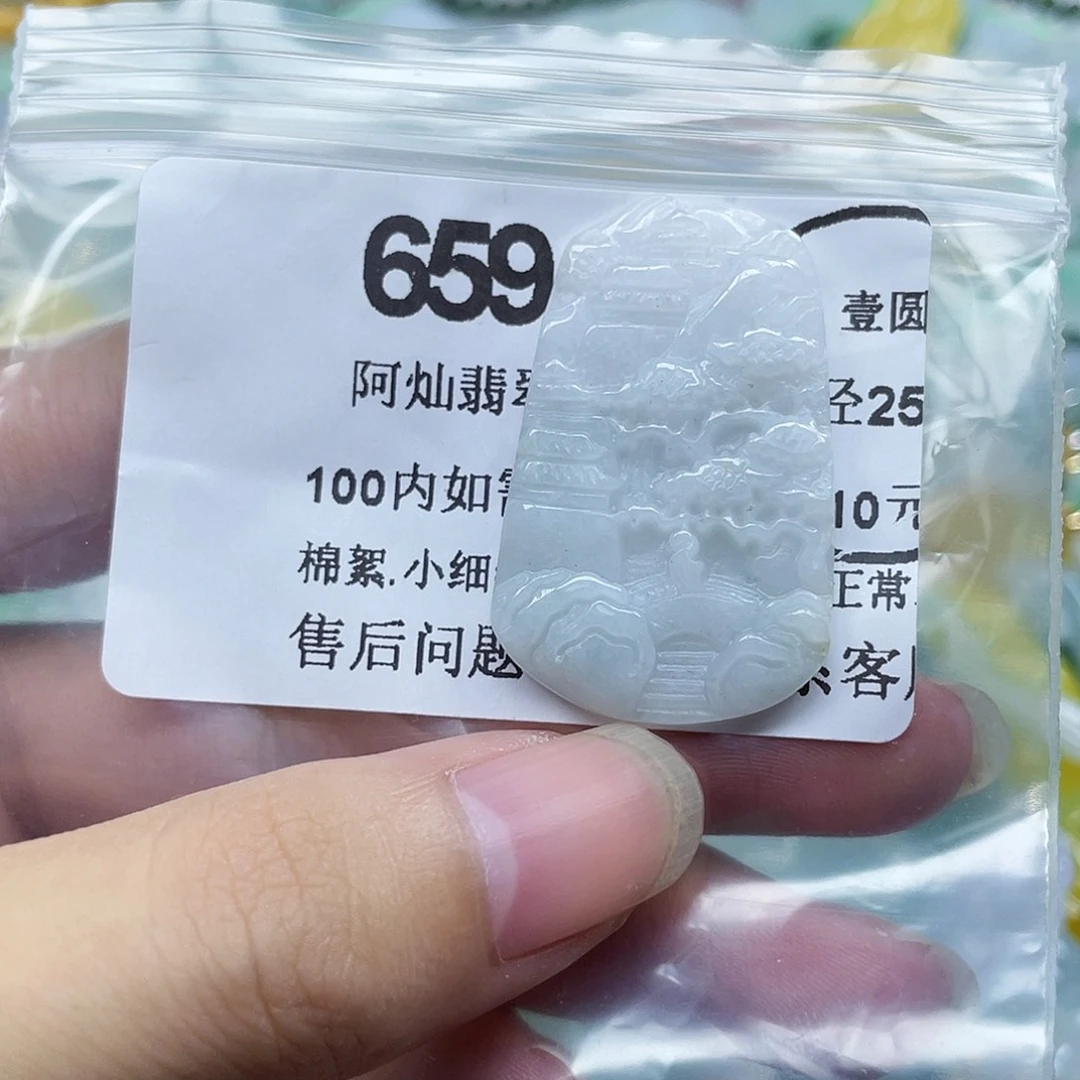 659
阿灿翡
壹圆
径25
100内如
10元
棉絮.小细
正常
售后问题
客